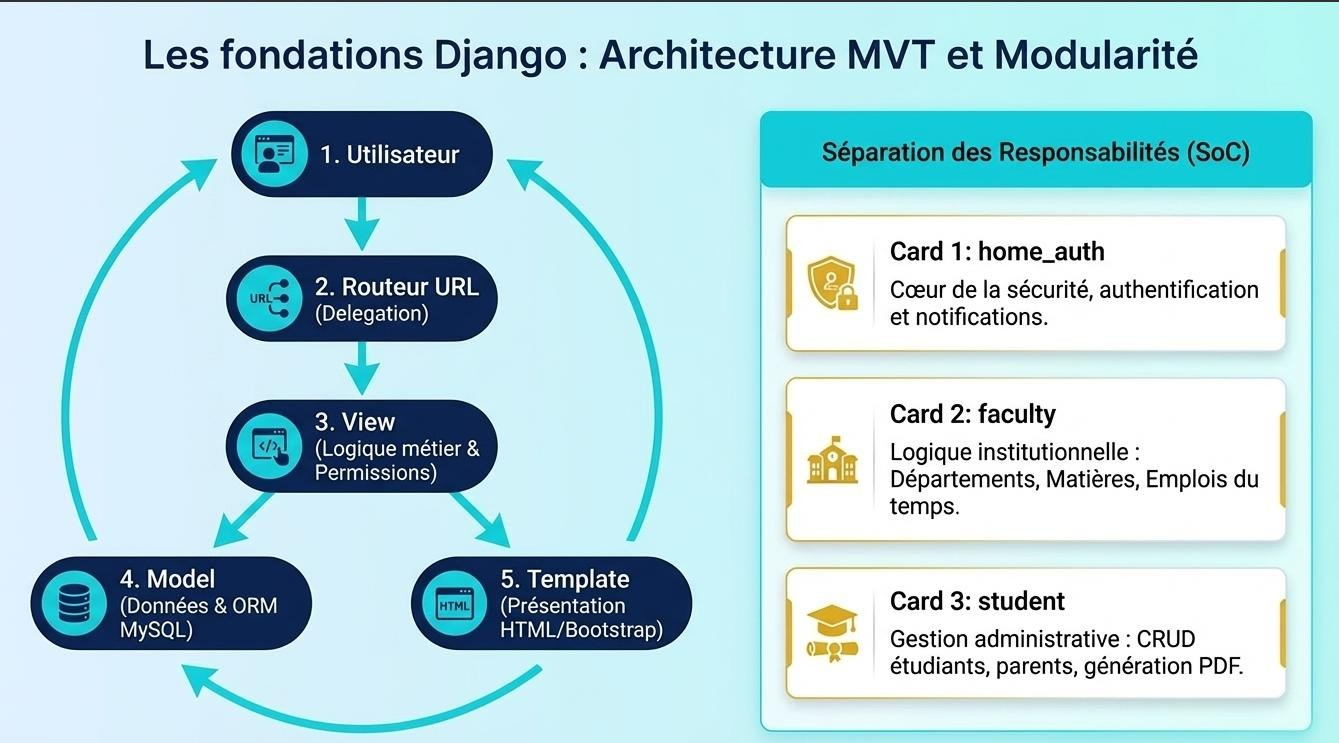 Les fondations Django : Architecture MVT et Modularité
1. Utilisateur
URL
2. Routeur URL
(Delegation)
</>
3. View
(Logique métier &
Permissions)
4. Model
(Données & ORM
MySQL)
HTML
5. Template
(Présentation
HTML/Bootstrap)
Séparation des Responsabilités (SoC)
Card 1: home_auth
Cœur de la sécurité, authentification
et notifications.
Card 2: faculty
Logique institutionnelle :
Départements, Matières, Emplois du
temps.
Card 3: student
Gestion administrative : CRUD
étudiants, parents, génération PDF.